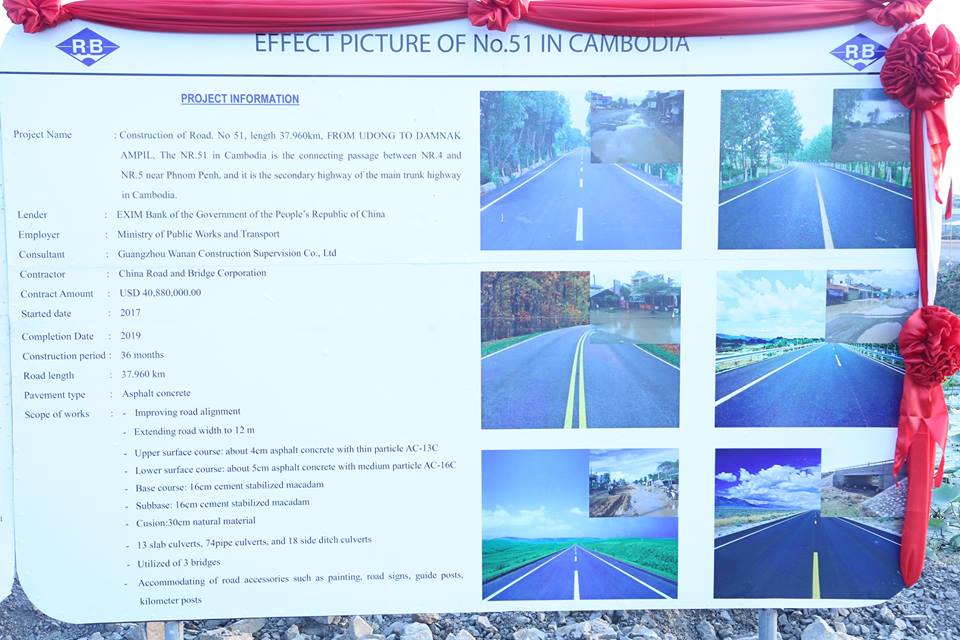 R B
EFFECT PICTURE OF No.51 IN CAMBODIA
R B
PROJECT INFORMATION
Project Name : Construction of Road. No 51, length 37.960km, FROM UDONG TO DAMNAK
AMPIL, The NR.51 in Cambodia is the connecting passage between NR.4 and
NR.5 near Phnom Penh, and it is the secondary highway of the main trunk highway
in Cambodia.
Lender : EXIM Bank of the Government of the People's Republic of China
Employer : Ministry of Public Works and Transport
Consultant : Guangzhou Wanan Construction Supervision Co., Ltd
Contractor : China Road and Bridge Corporation
Contract Amount : USD 40,880,000.00
Started date : 2017
Completion Date : 2019
Construction period : 36 months
Road length : 37.960 km
Pavement type : Asphalt concrete
Scope of works : - Improving road alignment
- Extending road width to 12 m
- Upper surface course: about 4cm asphalt concrete with thin particle AC-13C
- Lower surface course: about 5cm asphalt concrete with medium particle AC-16C
- Base course: 16cm cement stabilized macadam
- Subbase: 16cm cement stabilized macadam
- Cusion:30cm natural material
- 13 slab culverts, 74pipe culverts, and 18 side ditch culverts
- Utilized of 3 bridges
- Accommodating of road accessories such as painting, road signs, guide posts,
kilometer posts